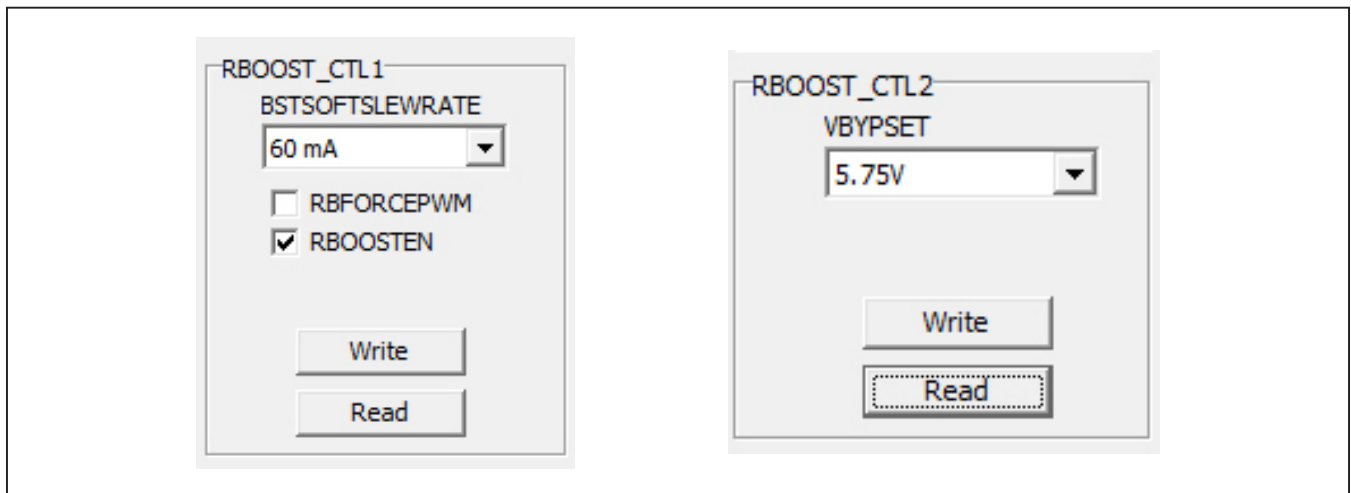 RBOOST_CTL1
BSTSOFTSLEWRATE
60 mA
RBFORCEPWM
RBOOSTEN
Write
Read
RBOOST_CTL2
VBYPSET
5.75V
Write
Read